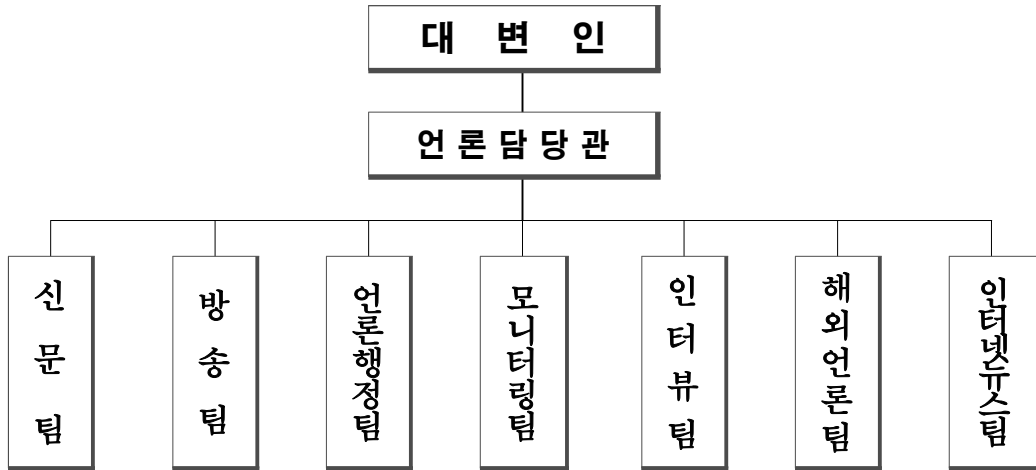 대 변 인
언론담당관
신문팀
방송팀
언론행정팀
모니터링팀
인터뷰팀
해외언론팀
인터넷뉴스팀